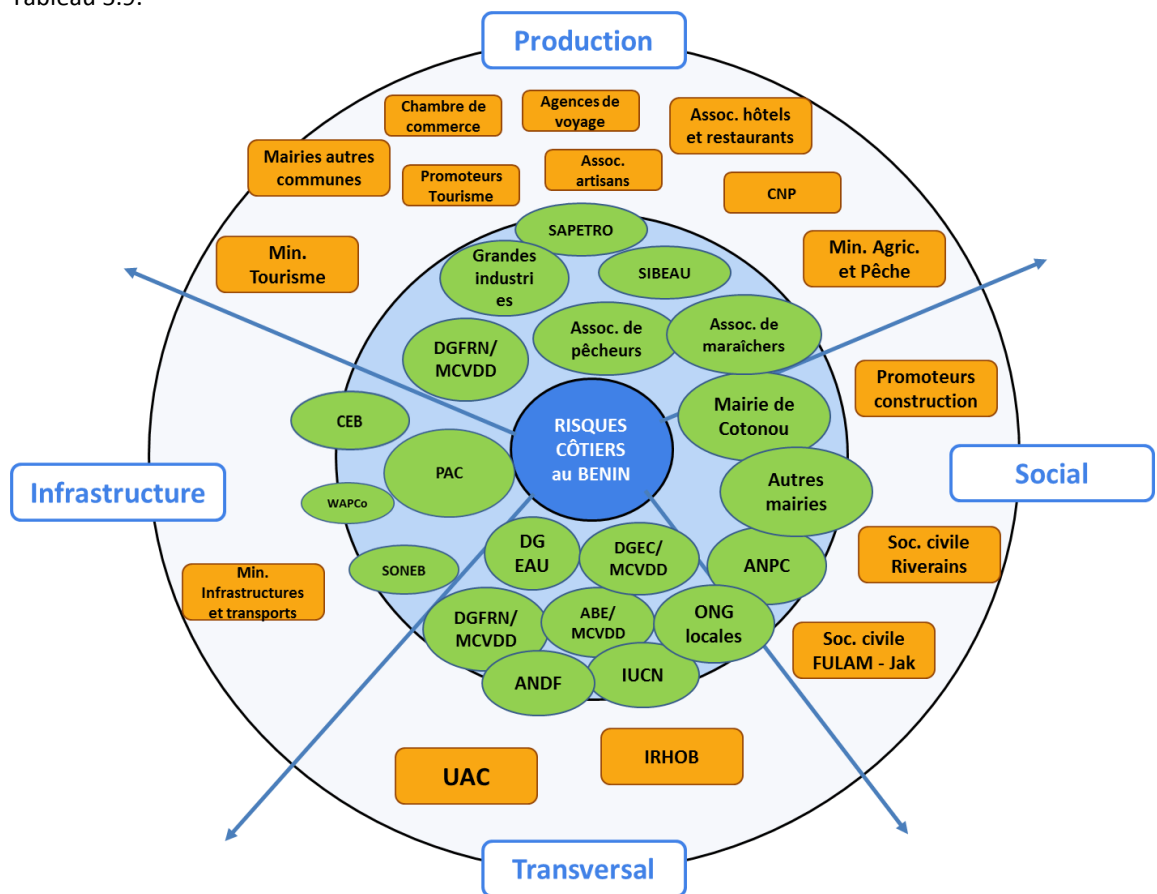 Tableau 3.5.
Production
Chambre de
commerce
Agences de
voyage
Assoc. hôtels
et restaurants
Mairies autres
communes
Promoteurs
Tourisme
Assoc.
artisans
CNP
Min.
Tourisme
SAPETRO
Min. Agric.
et Pêche
Grandes
industri
es
SIBEAU
DGFRN/
MCVDD
Assoc. de
pêcheurs
Assoc. de
maraîchers
Promoteurs
construction
CEB
RISQUES
CÔTIERS
au BENIN
Mairie de
Cotonou
PAC
Infrastructure
Social
WAPCo
Autres
mairies
DG
EAU
DGEC/
MCVDD
ANPC
Soc. civile
Riverains
SONEB
Min.
Infrastructures
et transports
DGFRN/
MCVDD
ABE/
MCVDD
ONG
locales
Soc. civile
FULAM - Jak
ANDF
IUCN
UAC
IRHOB
Transversal